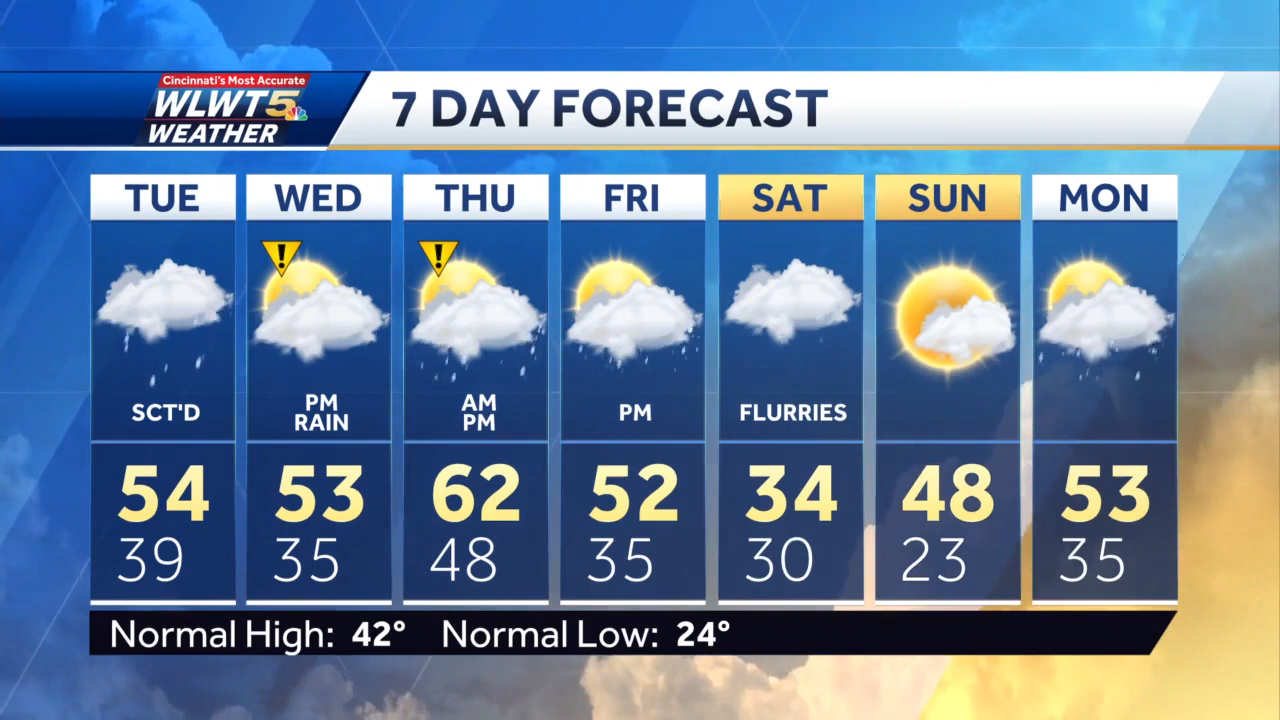 Cincinnati's Most Accurate
WLWT5
WEATHER
7 DAY FORECAST
TUE WED THU FRI SAT SUN MON
! !
SCT'D PM RAIN AM PM PM FLURRIES
54 53 62 52 34 48 53
39 35 48 35 30 23 35
Normal High: 42° Normal Low: 24°